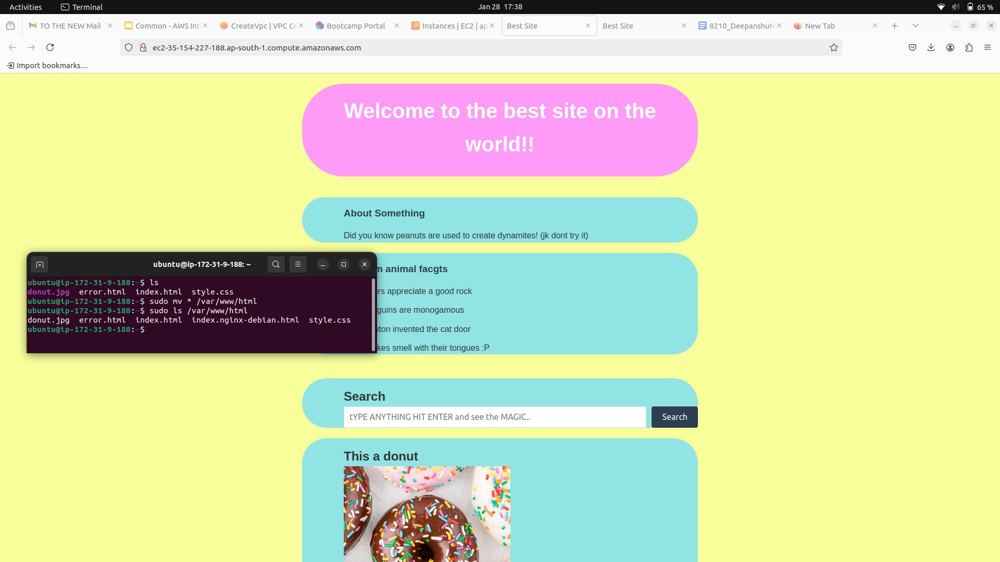 Activities
Terminal
Jan 28 17:38
65 %
TO THE NEW Mail
Common - AWS Int
CreateVpc | VPC Co
Bootcamp Portal
Instances | EC2 | ap
Best Site
Best Site
8210_DeepanshuM
New Tab
ec2-35-154-227-188.ap-south-1.compute.amazonaws.com
Import bookmarks…
Welcome to the best site on the
world!!
About Something
Did you know peanuts are used to create dynamites! (jk dont try it)
ubuntu@ip-172-31-9-188: ~
ubuntu@ip-172-31-9-188:~$ ls
donut.jpg error.html index.html style.css
ubuntu@ip-172-31-9-188:~$ sudo mv * /var/www/html
ubuntu@ip-172-31-9-188:~$ sudo ls /var/www/html
donut.jpg error.html index.html index.nginx-debian.html style.css
ubuntu@ip-172-31-9-188:~$
m animal facgts
ers appreciate a good rock
guins are monogamous
ton invented the cat door
kes smell with their tongues :P
Search
tYPE ANYTHING HIT ENTER and see the MAGIC..
Search
This a donut